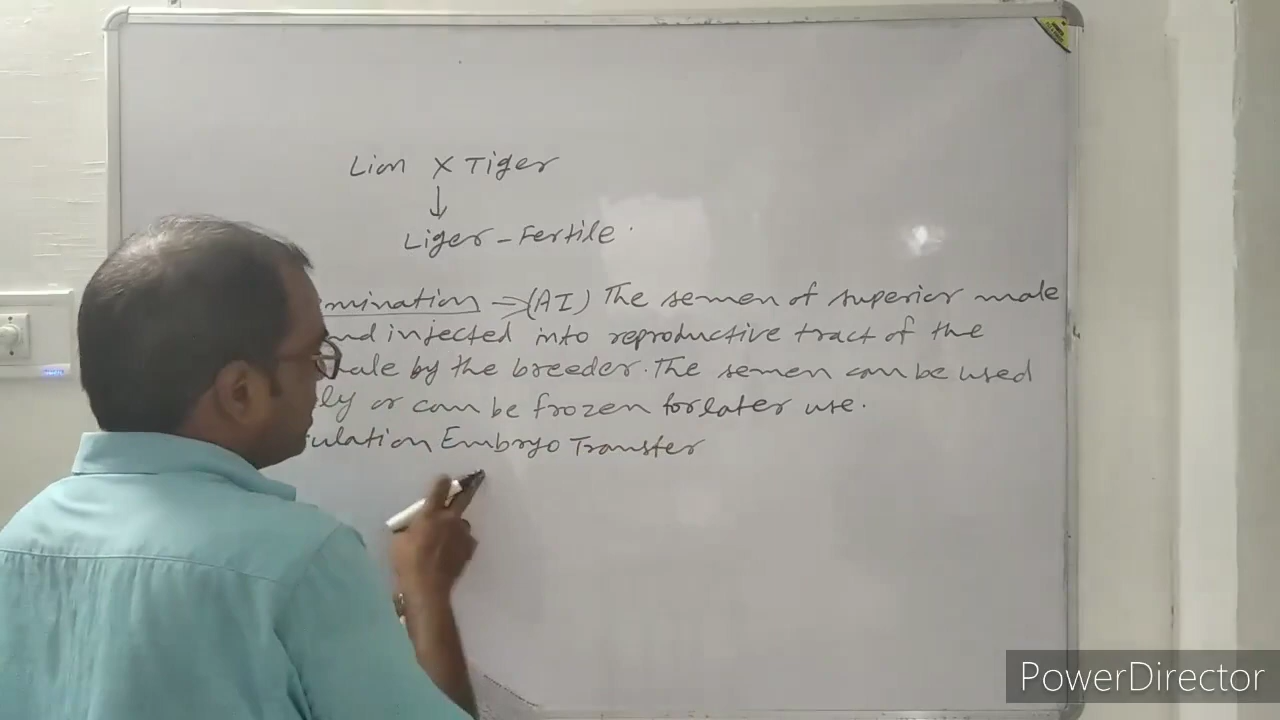 Lion X Tiger
↓
Liger - Fertile.
mination → (AI) The semen of superior male
nd injected into reproductive tract of the
male by the breeder. The semen can be used
ly or can be frozen for later use.
ulation Embryo Transfer
PowerDirector